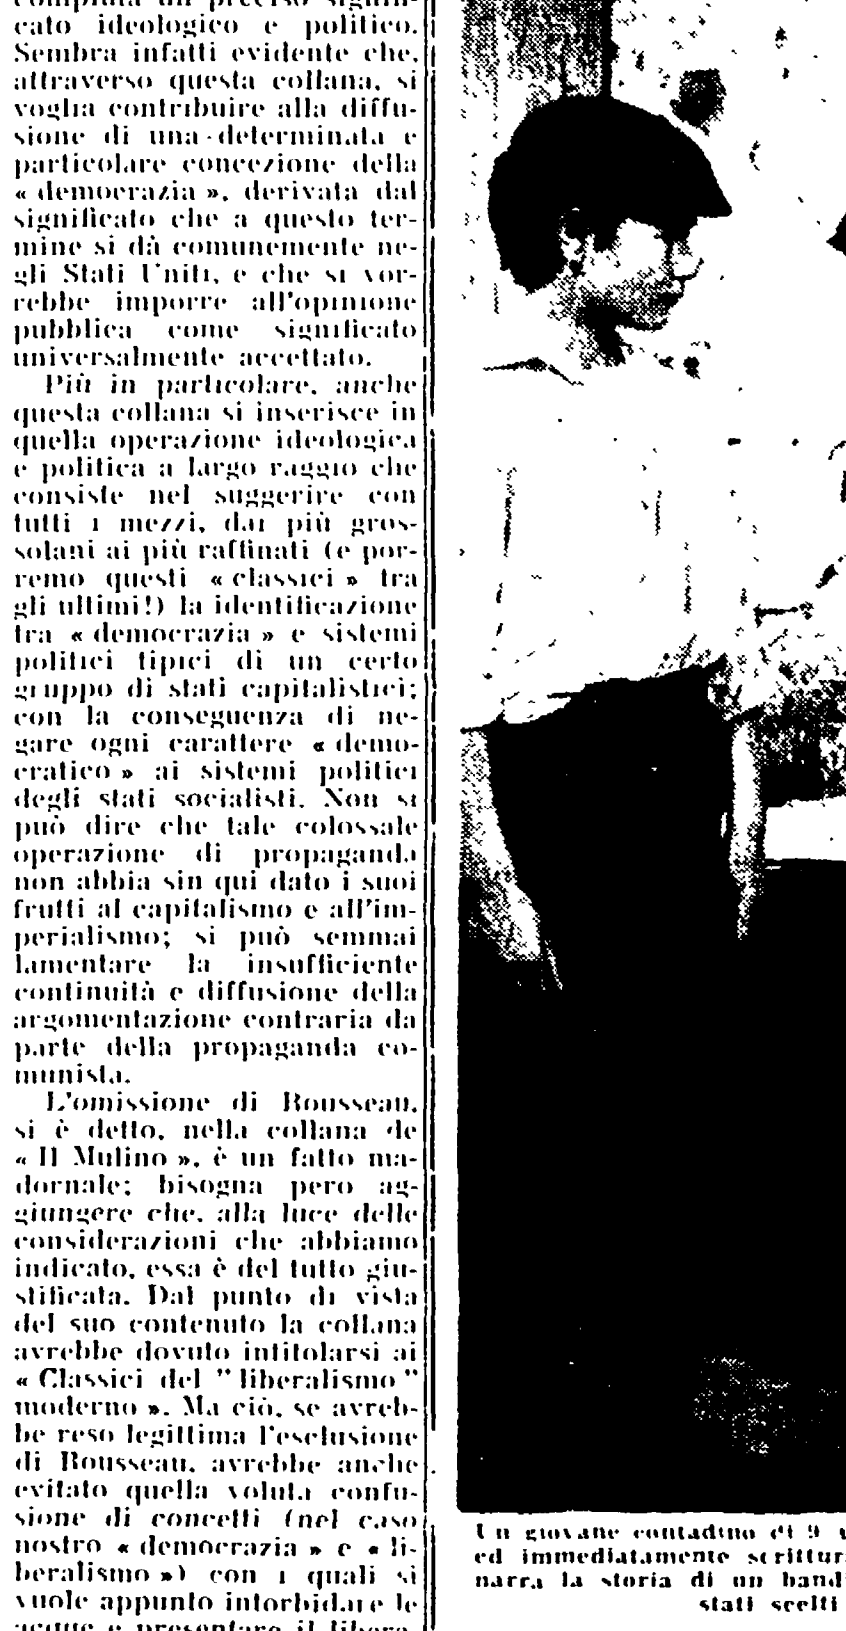 compiuta un preciso signifi-
cato ideologico e politico.
Sembra infatti evidente che,
attraverso questa collana, si
voglia contribuire alla diffu-
sione di una determinata e
particolare concezione della
« democrazia », derivata dal
significato che a questo ter-
mine si dà comunemente ne-
gli Stati Uniti, e che si vor-
rebbe imporre all'opinione
pubblica come significato
universalmente accettato.
Più in particolare, anche
questa collana si inserisce in
quella operazione ideologica
e politica a largo raggio che
consiste nel suggerire con
tutti i mezzi, dai più gros-
solani ai più raffinati (e por-
remo questi « classici » tra
gli ultimi!) la identificazione
tra « democrazia » e sistemi
politici tipici di un certo
gruppo di stati capitalistici;
con la conseguenza di ne-
gare ogni carattere « demo-
cratico » ai sistemi politici
degli stati socialisti. Non si
può dire che tale colossale
operazione di propaganda
non abbia sin qui dato i suoi
frutti al capitalismo e all'im-
perialismo; si può semmai
lamentare la insufficiente
continuità e diffusione della
argomentazione contraria da
parte della propaganda co-
munista.
L'omissione di Rousseau,
si è detto, nella collana de
« Il Mulino », è un fatto ma-
dornale; bisogna pero ag-
giungere che, alla luce delle
considerazioni che abbiamo
indicato, essa è del tutto giu-
stificata. Dal punto di vista
del suo contenuto la collana
avrebbe dovuto intitolarsi ai
« Classici del " liberalismo "
moderno ». Ma ciò, se avreb-
be reso legittima l'esclusione
di Rousseau, avrebbe anche
evitato quella voluta confu-
sione di concetti (nel caso
nostro « democrazia » e « li-
beralismo ») con i quali si
vuole appunto intorbidare le
acque e presentare il libera-
Un giovane contadino di 9
ed immediatamente scrittur
narra la storia di un band
stati scelti